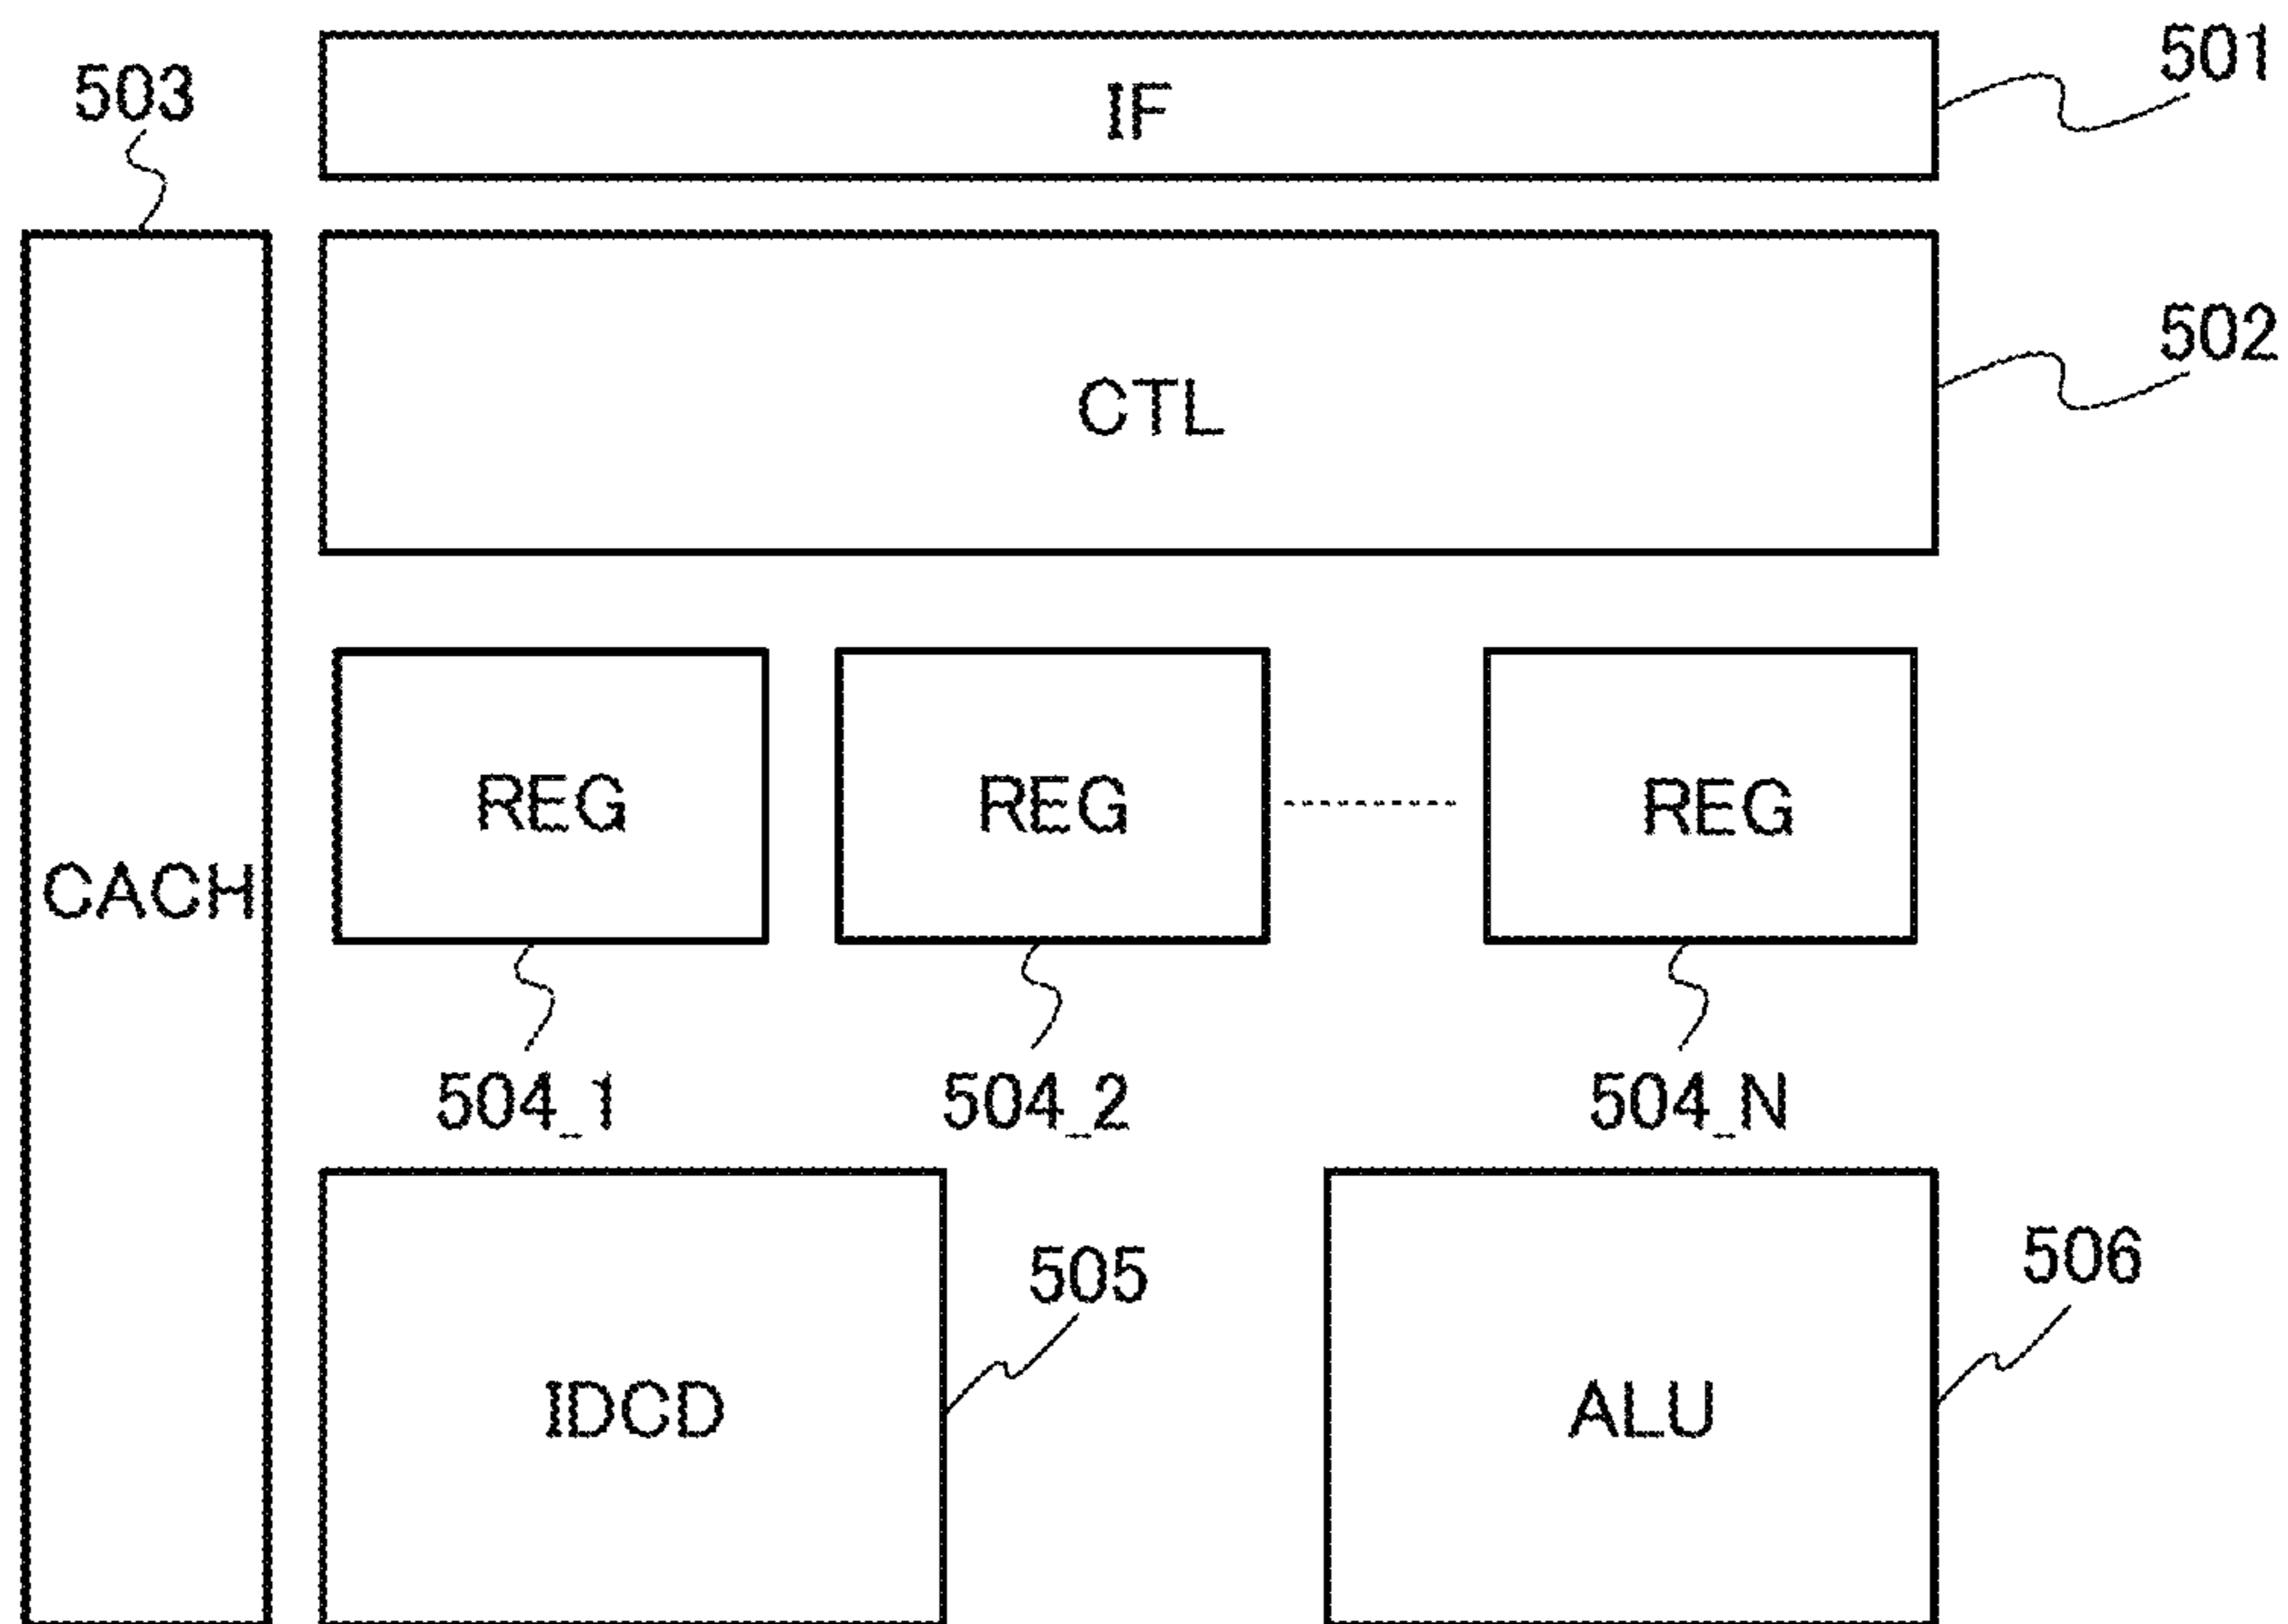 501
503
IF
502
CTL
REG
REG
REG
CACH
504_1
504_2
504_N
505
506
IDCD
ALU